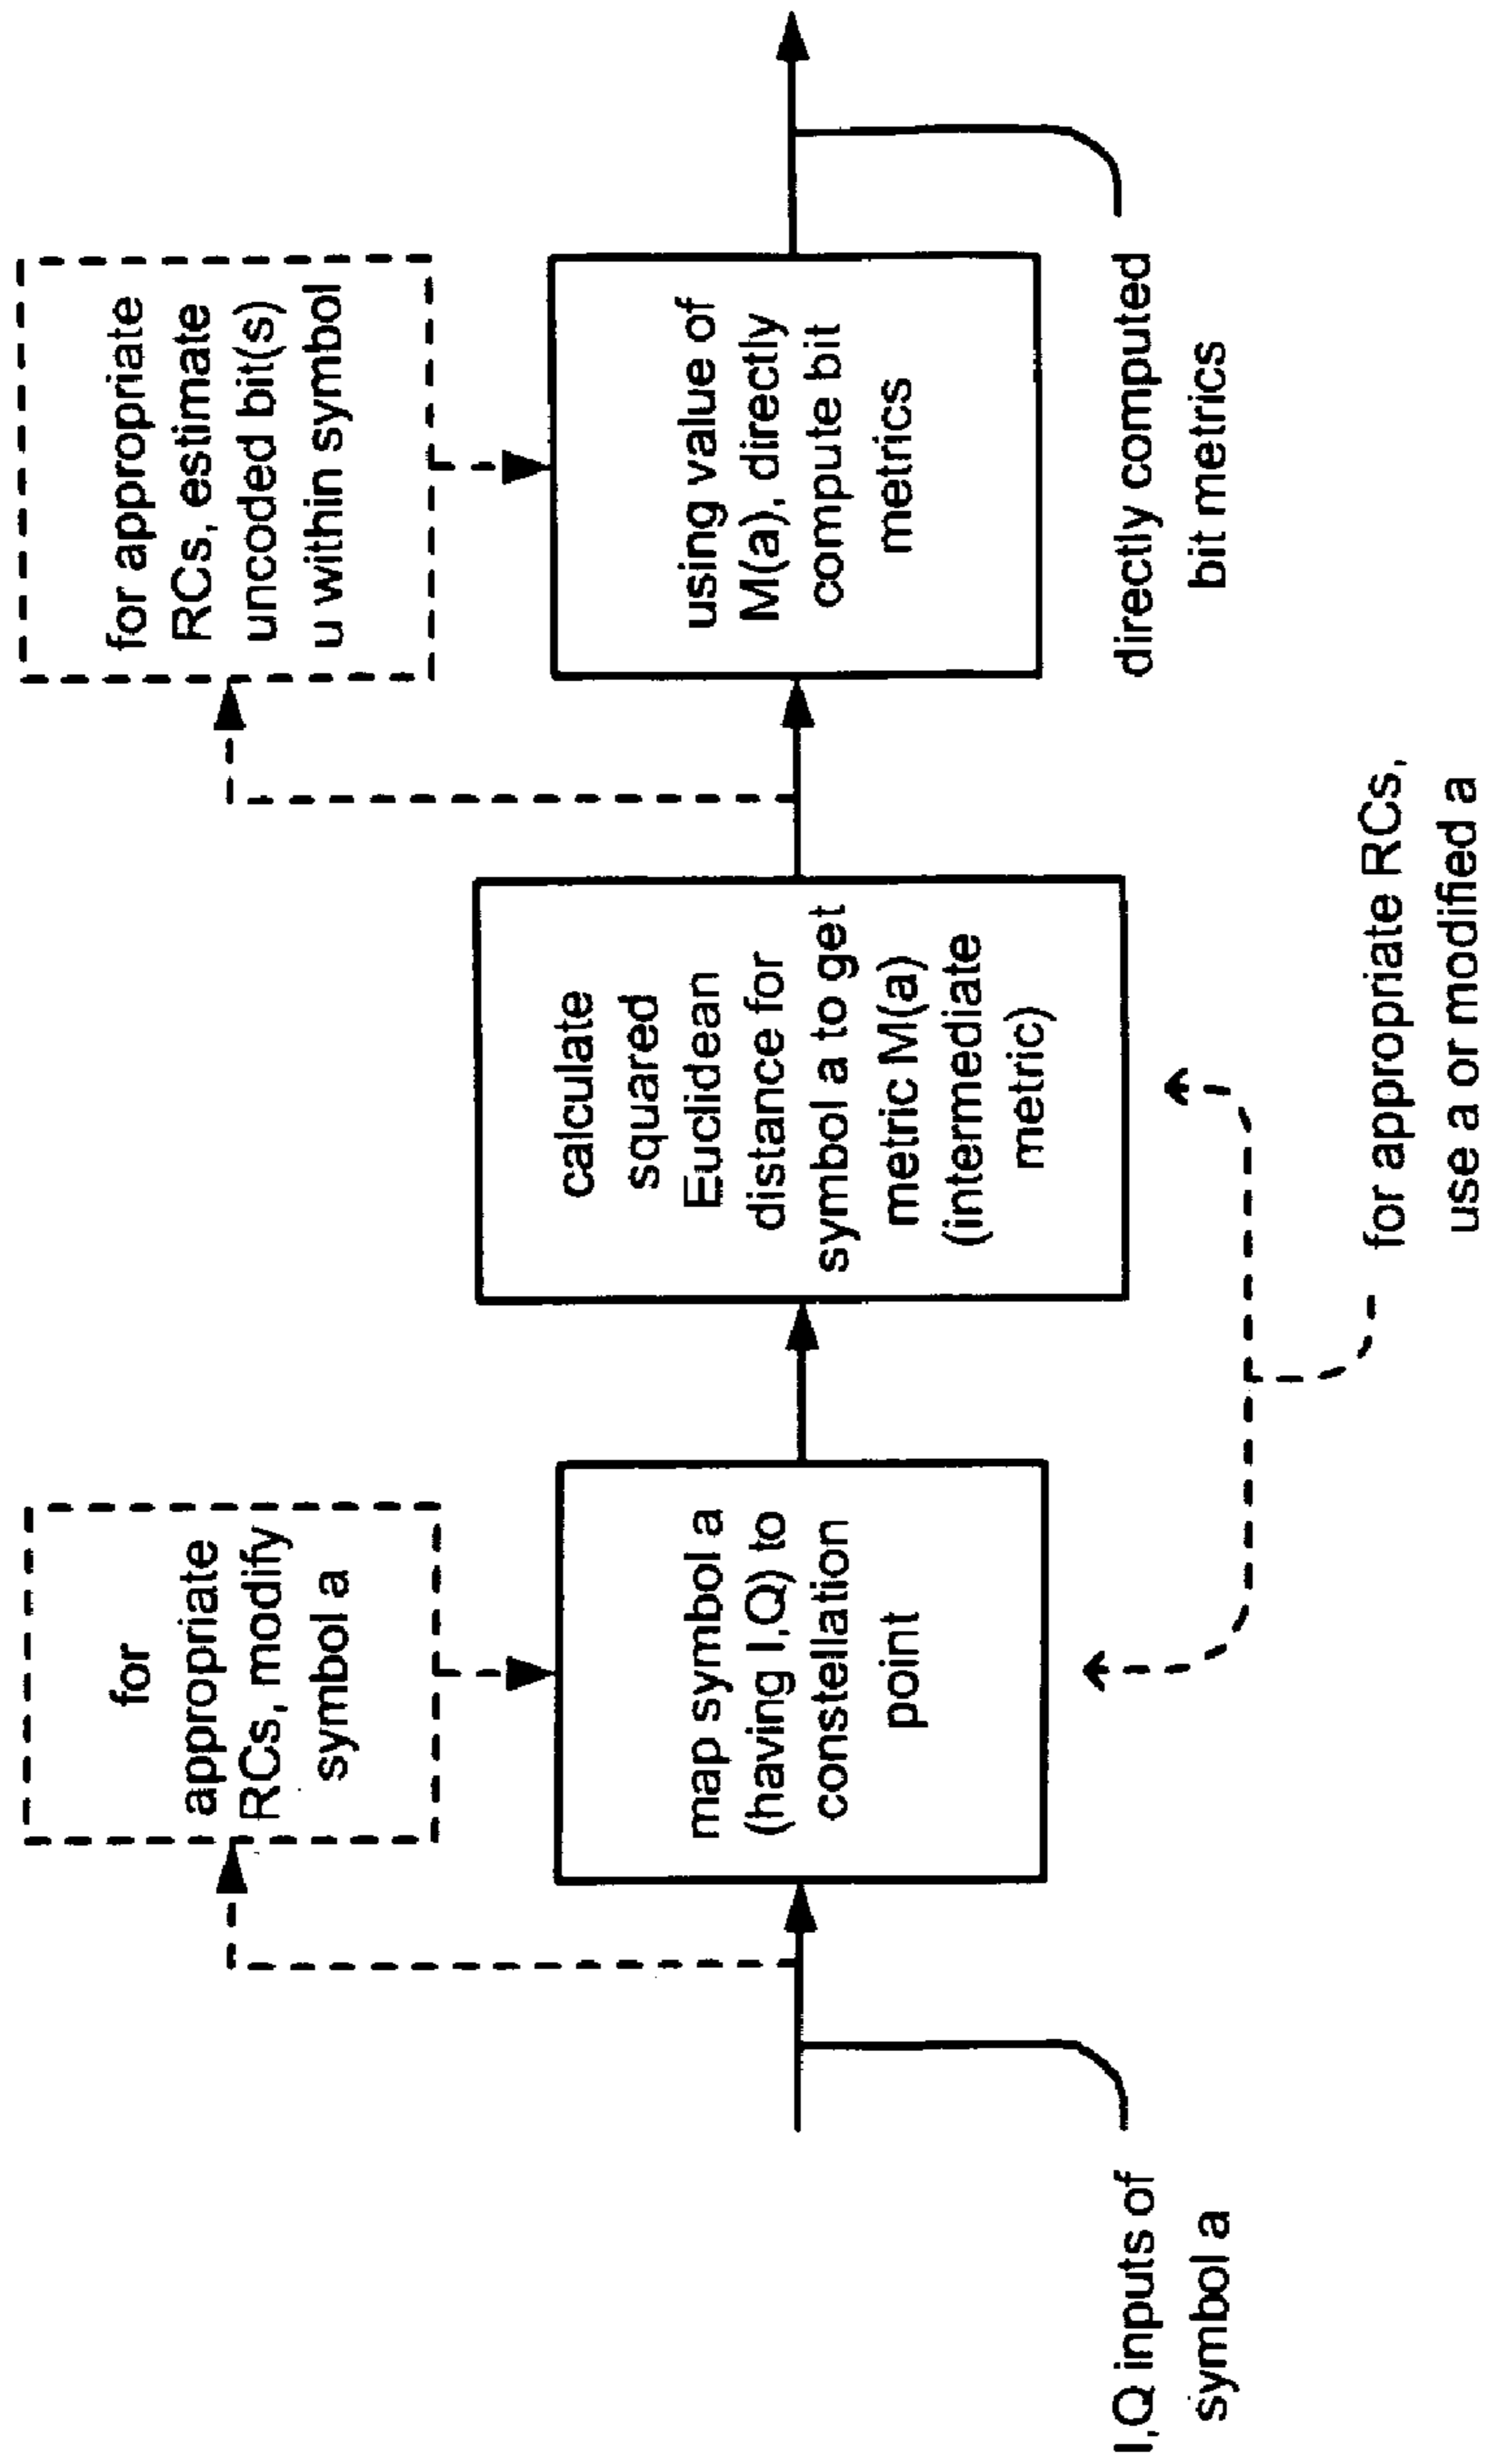 for
appropriate
RCs, modify
symbol a
for appropriate
RCs, estimate
uncoded bit(s)
u within symbol
map symbol a
(having I,Q) to
constellation
point
calculate
squared
Euclidean
distance for
symbol a to get
metric M(a)
(intermediate
metric)
using value of
M(a), directly
compute bit
metrics
I,Q inputs of
symbol a
directly computed
bit metrics
for appropriate RCs,
use a or modified a